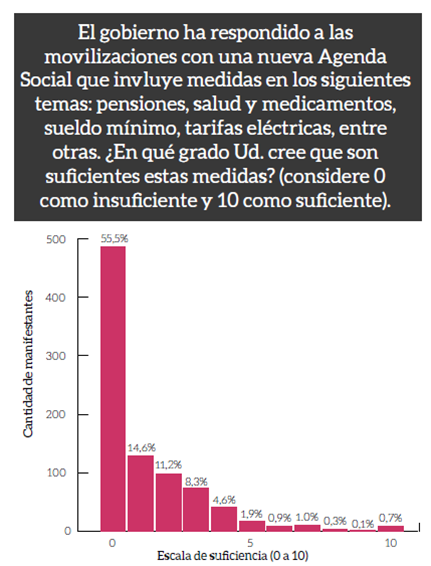 El gobierno ha respondido a las
movilizaciones con una nueva Agenda
Social que invluye medidas en los siguientes
temas: pensiones, salud y medicamentos,
sueldo mínimo, tarifas eléctricas, entre
otras. ¿En qué grado Ud. cree que son
suficientes estas medidas? (considere 0
como insuficiente y 10 como suficiente).
Cantidad de manifestantes
500
400
300
200
100
0
55,5%
14,6%
11,2%
8,3%
4,6%
1,9%
0,9%
1.0%
0,3%
0,1%
0,7%
0
5
10
Escala de suficiencia (0 a 10)